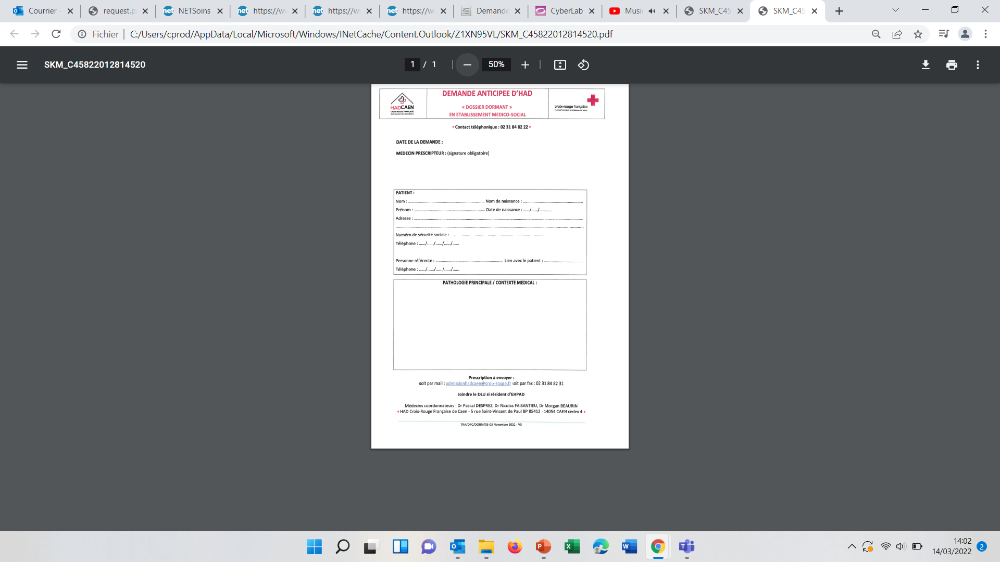 Courrier -
request.p
NETSoins
https://w
https://w
https://w
Demande
CyberLab
Music
SKM_C45
SKM_C45
Fichier
C:/Users/cprod/AppData/Local/Microsoft/Windows/INetCache/Content.Outlook/Z1XN95VL/SKM_C45822012814520.pdf
SKM_C45822012814520
1 / 1
50%
HADCAEN
CROIX-ROUGE FRANÇAISE
HOSPITALISATION À DOMICILE
DEMANDE ANTICIPEE D'HAD
« DOSSIER DORMANT »
EN ETABLISSEMENT MEDICO-SOCIAL
croix-rouge française
• Contact téléphonique : 02 31 84 82 22 •
DATE DE LA DEMANDE :
MEDECIN PRESCRIPTEUR : (signature obligatoire)
PATIENT :
Nom : ........................ Nom de naissance : ........................
Prénom : ........................ Date de naissance : ....../....../............
Adresse : ........................
........................
Numéro de sécurité sociale : .... ........ ........ ........ ............ ............ ........
Téléphone : ....../....../....../....../......
Personne référente : ........................ Lien avec le patient : ........................
Téléphone : ....../....../....../....../......
PATHOLOGIE PRINCIPALE / CONTEXTE MEDICAL :
Prescription à envoyer :
soit par mail : admissionhadcaen@croix-rouge.fr soit par fax : 02 31 84 82 31
Joindre le DLU si résident d'EHPAD
Médecins coordonnateurs : Dr Pascal DESPREZ, Dr Nicolas FAISANTIEU, Dr Morgan BEAURIN
• HAD Croix-Rouge Française de Caen - 5 rue Saint-Vincent de Paul BP 85412 - 14054 CAEN cedex 4 •
TRA/OPC/DORM/03-03 Novembre 2021 - V3
14:02
14/03/2022
2